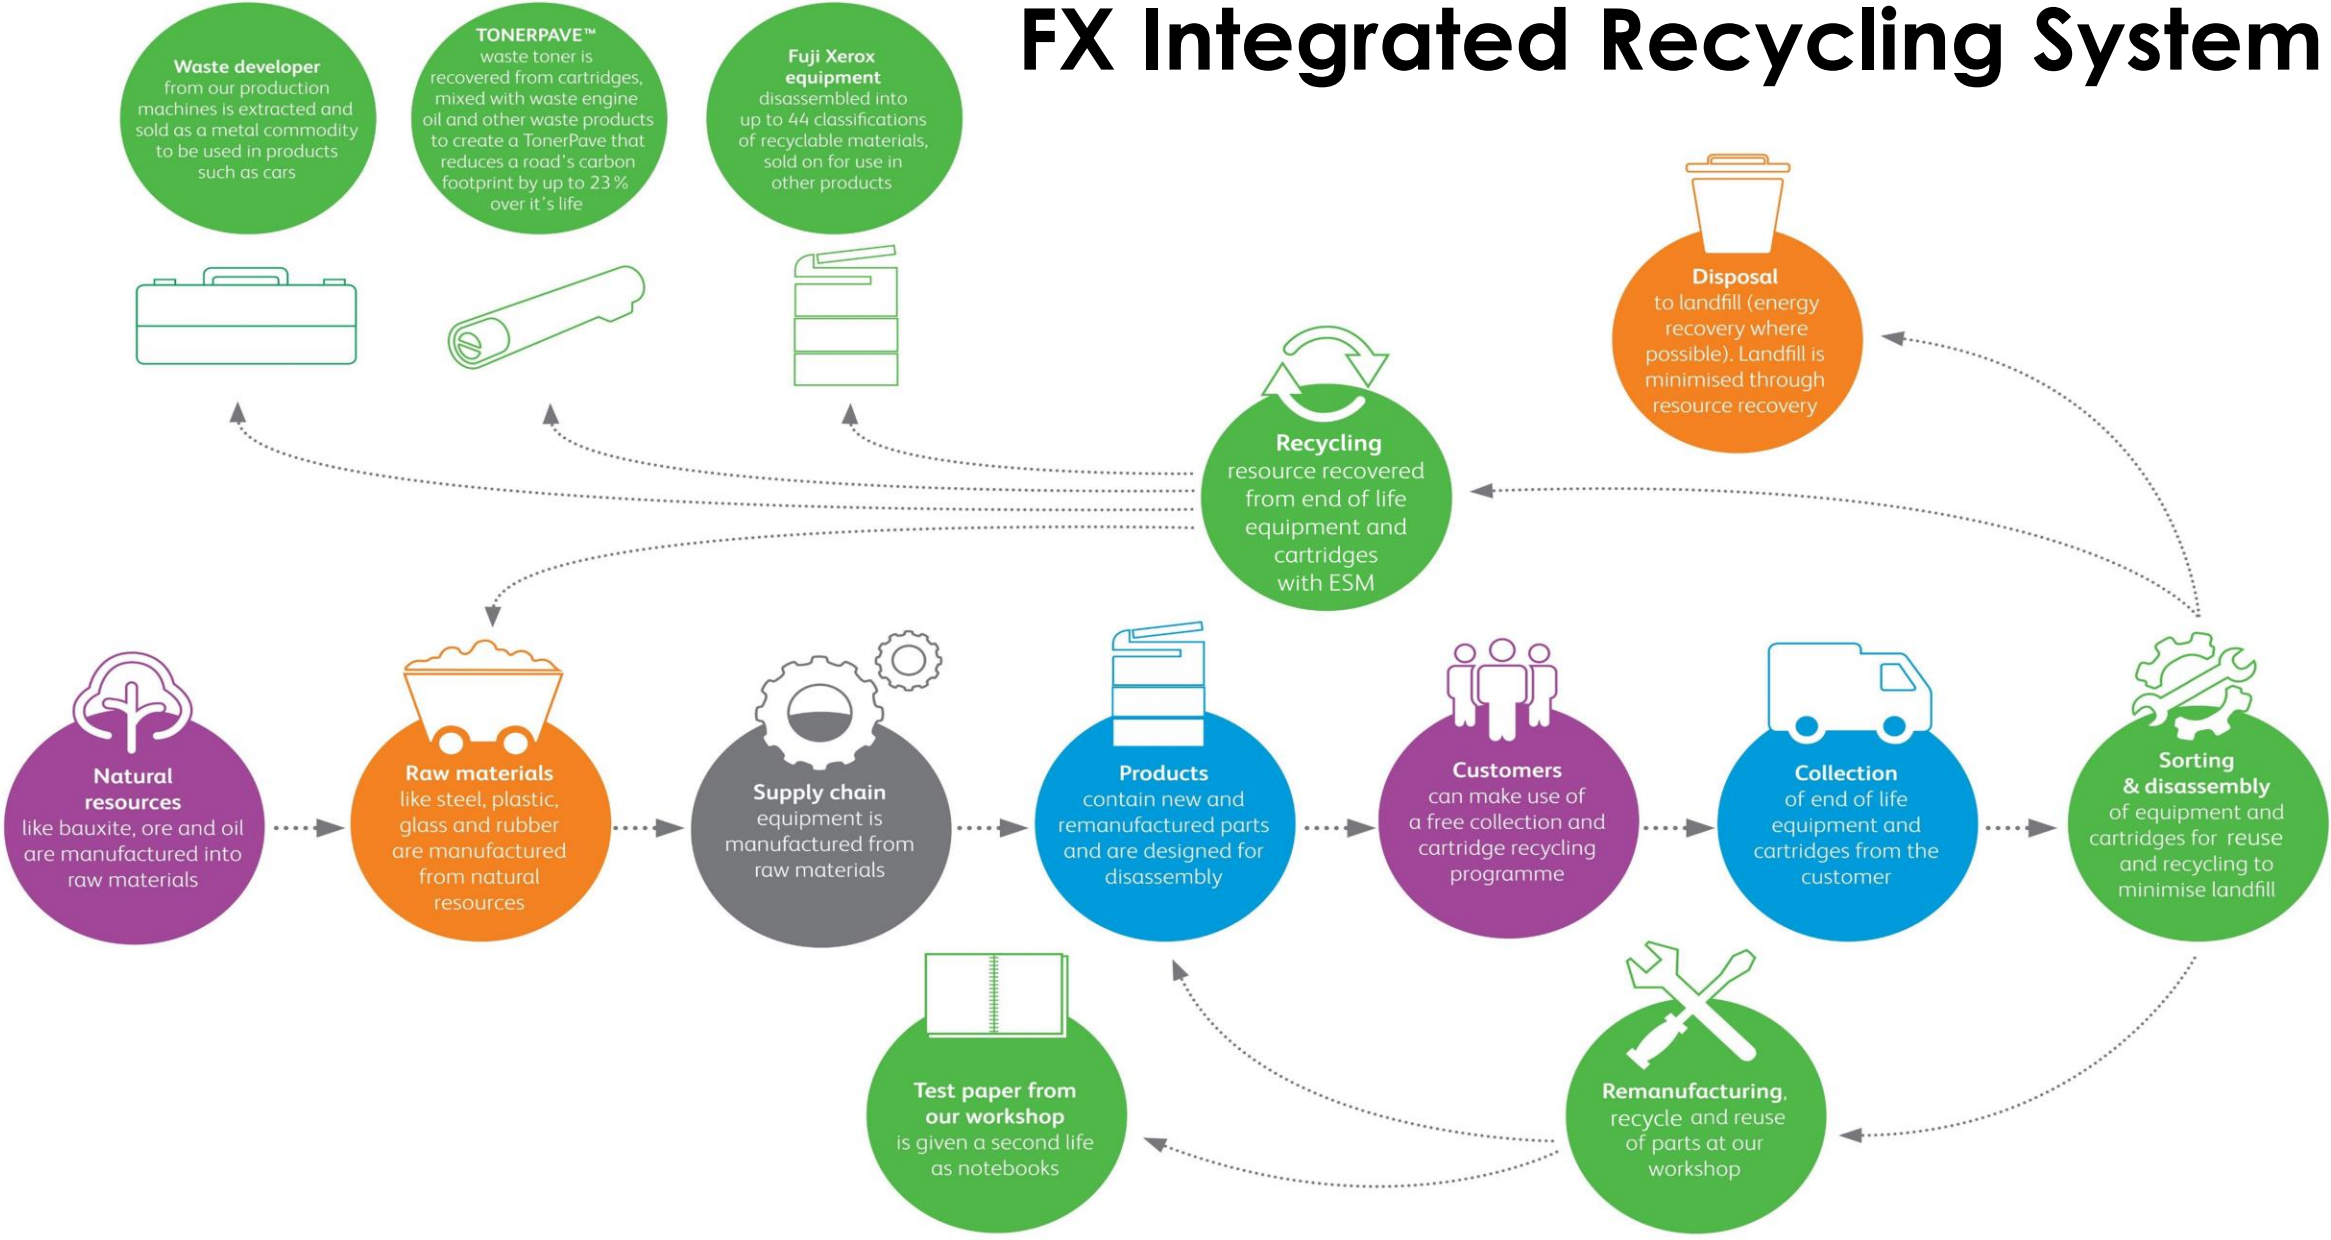 FX Integrated Recycling System
Waste developer
from our production
machines is extracted and
sold as a metal commodity
to be used in products
such as cars
TONERPAVE™
waste toner is
recovered from cartridges,
mixed with waste engine
oil and other waste products
to create a TonerPave that
reduces a road's carbon
footprint by up to 23%
over it's life
Fuji Xerox
equipment
disassembled into
up to 44 classifications
of recyclable materials,
sold on for use in
other products
Disposal
to landfill (energy
recovery where
possible). Landfill is
minimised through
resource recovery
Recycling
resource recovered
from end of life
equipment and
cartridges
with ESM
Natural
resources
like bauxite, ore and oil
are manufactured into
raw materials
Raw materials
like steel, plastic,
glass and rubber
are manufactured
from natural
resources
Supply chain
equipment is
manufactured from
raw materials
Products
contain new and
remanufactured parts
and are designed for
disassembly
Customers
can make use of
a free collection and
cartridge recycling
programme
Collection
of end of life
equipment and
cartridges from the
customer
Sorting
& disassembly
of equipment and
cartridges for reuse
and recycling to
minimise landfill
Test paper from
our workshop
is given a second life
as notebooks
Remanufacturing,
recycle and reuse
of parts at our
workshop